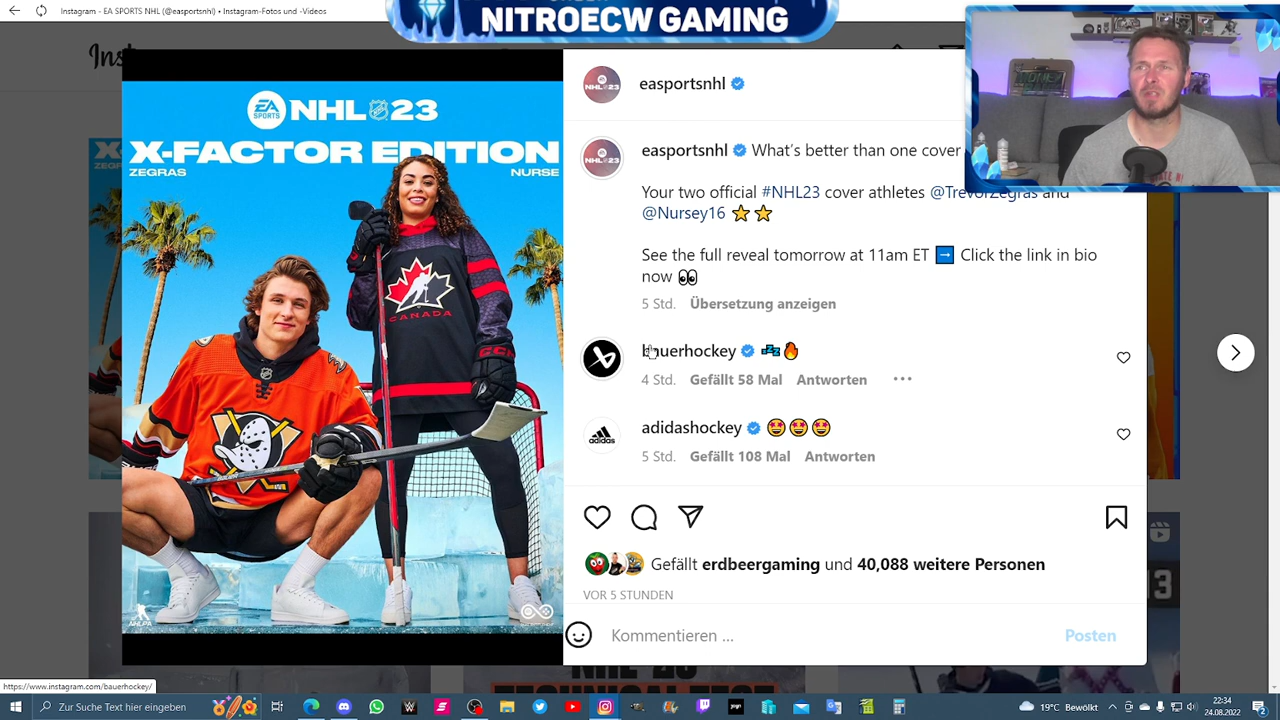 Instagram - EA SPORTS NHL (@easportsnhl) • Instagram-Fotos und -Videos
NITROECW GAMING
Inst
EA SPORTS NHL 23
X-FACTOR EDITION
ZEGRAS
NURSE
CANADA
NHLPA
easportsnhl
easportsnhl What's better than one cover
Your two official #NHL23 cover athletes @TrevorZegras and
@Nursey16 ⭐⭐
See the full reveal tomorrow at 11am ET ➡️ Click the link in bio
now 👀
5 Std. Übersetzung anzeigen
bauerhockey 💤🔥
4 Std. Gefällt 58 Mal Antworten
adidashockey 🤩🤩🤩
5 Std. Gefällt 108 Mal Antworten
Gefällt erdbeergaming und 40,088 weitere Personen
VOR 5 STUNDEN
Kommentieren ...
Posten
https://www.instagram.com/bauerhockey/
Zur Suche Text hier eingeben
19°C Bewölkt
22:34
24.08.2022